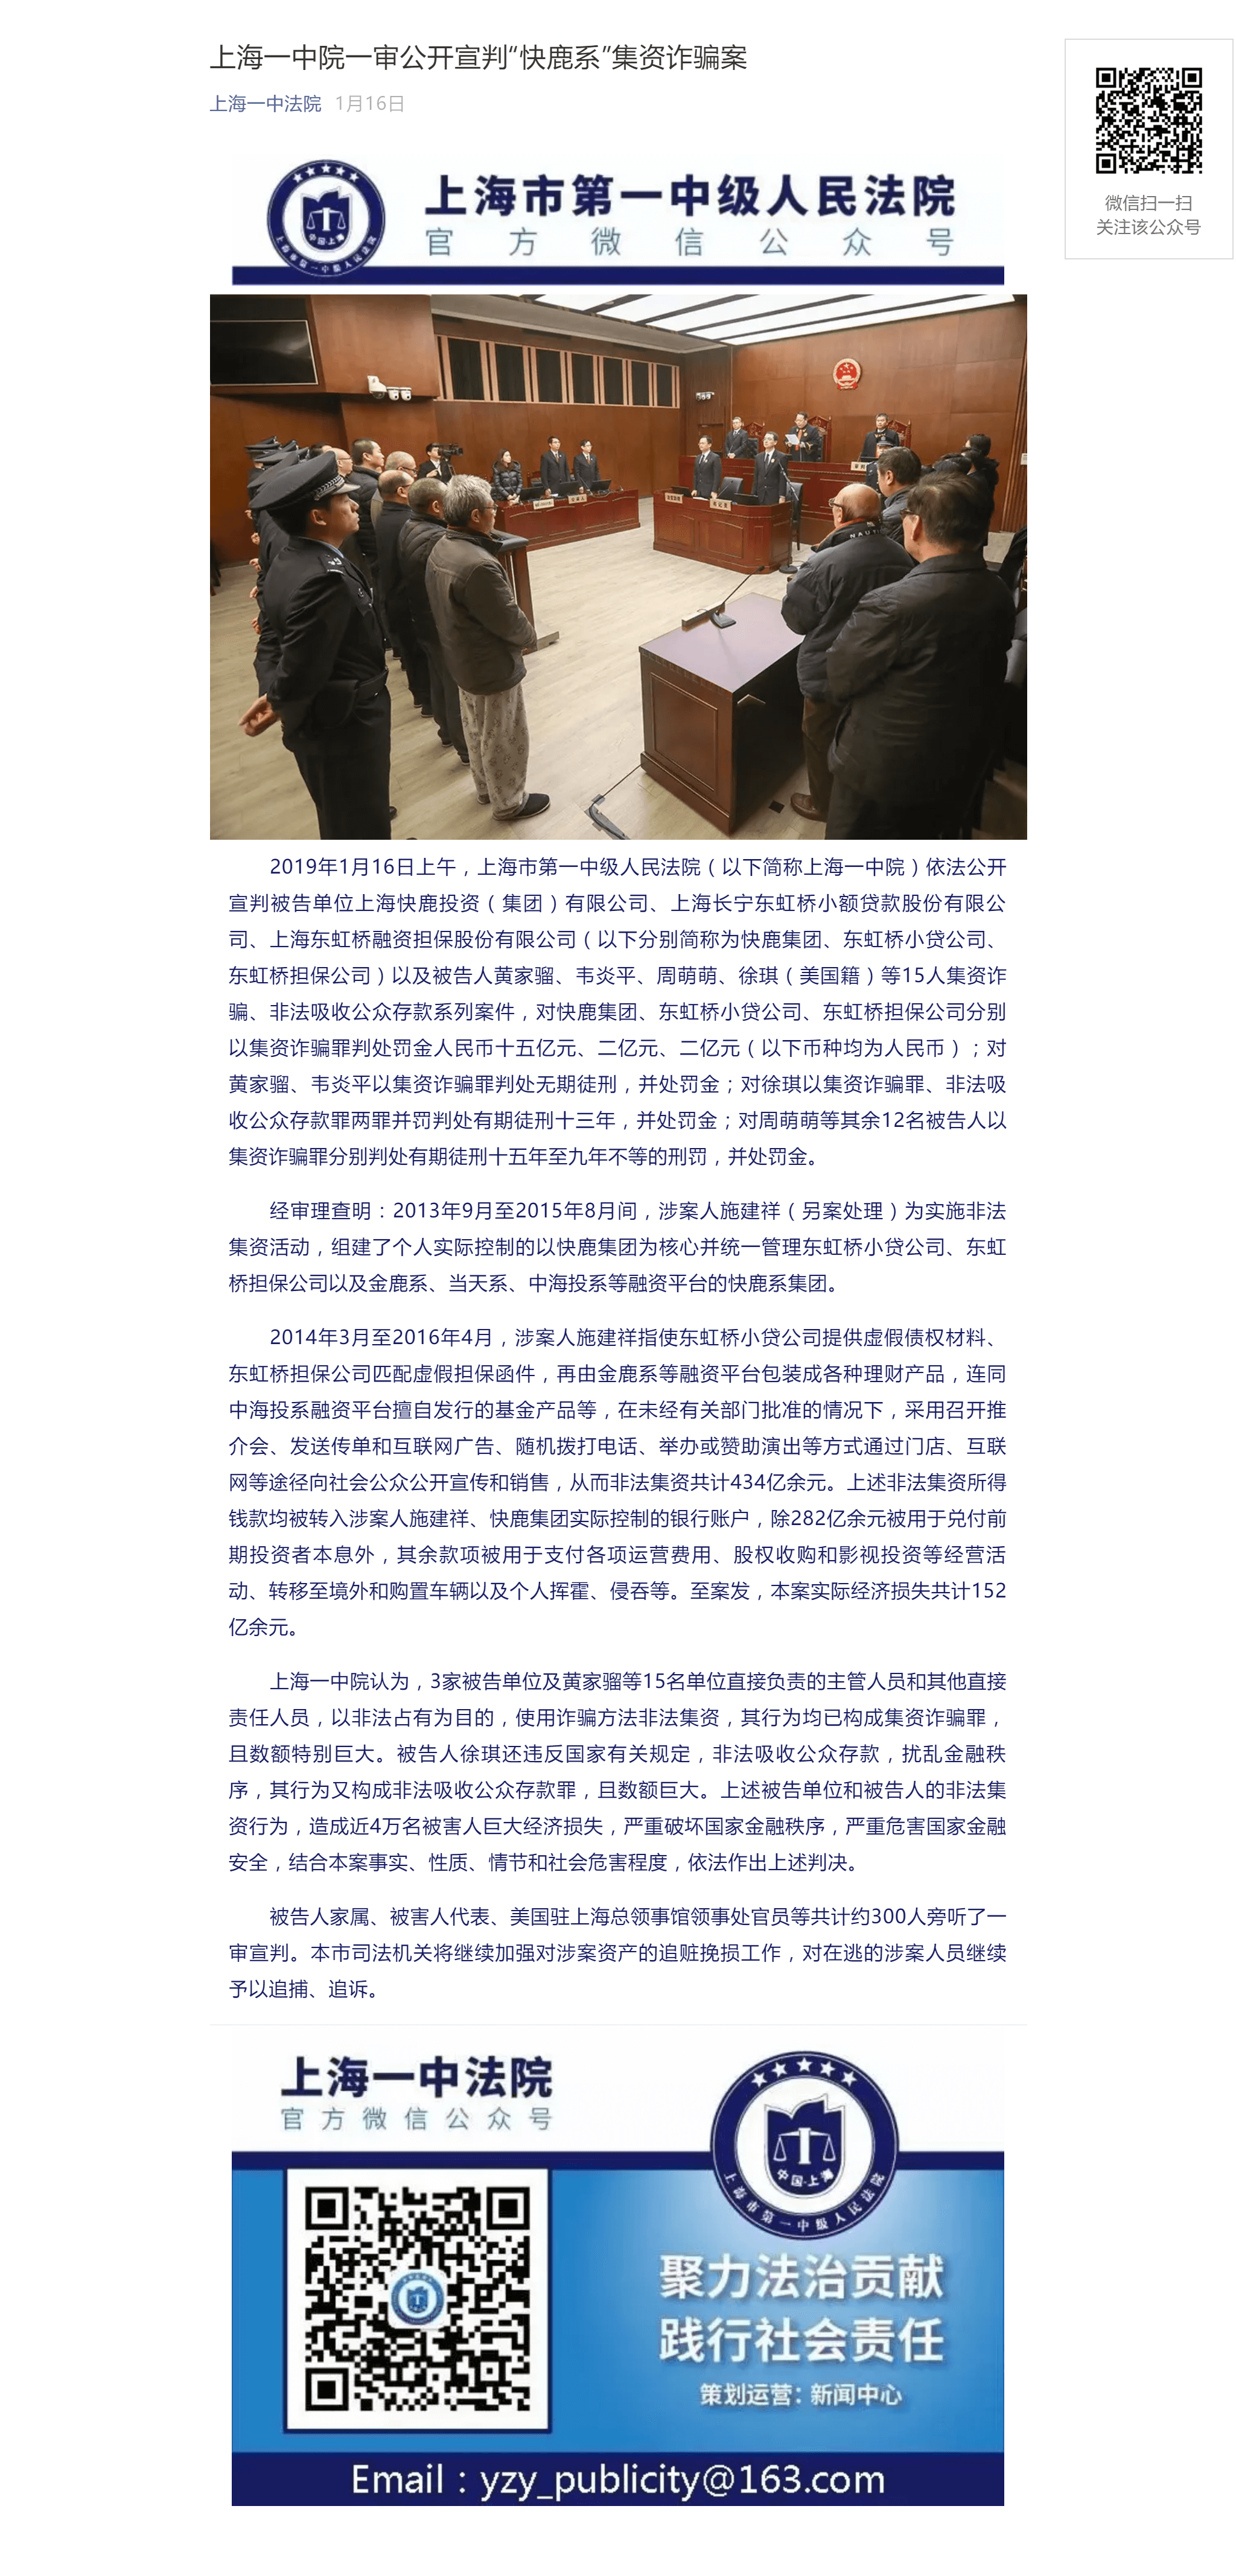 上海一中院一审公开宣判“快鹿系”集资诈骗案
上海一中法院 1月16日
微信扫一扫
关注该公众号
上海市第一中级人民法院
官方微信公众号
中国·上海
上海市第一中级人民法院
2019年1月16日上午，上海市第一中级人民法院（以下简称上海一中院）依法公开
宣判被告单位上海快鹿投资（集团）有限公司、上海长宁东虹桥小额贷款股份有限公
司、上海东虹桥融资担保股份有限公司（以下分别简称为快鹿集团、东虹桥小贷公司、
东虹桥担保公司）以及被告人黄家骝、韦炎平、周萌萌、徐琪（美国籍）等15人集资诈
骗、非法吸收公众存款系列案件，对快鹿集团、东虹桥小贷公司、东虹桥担保公司分别
以集资诈骗罪判处罚金人民币十五亿元、二亿元、二亿元（以下币种均为人民币）；对
黄家骝、韦炎平以集资诈骗罪判处无期徒刑，并处罚金；对徐琪以集资诈骗罪、非法吸
收公众存款罪两罪并罚判处有期徒刑十三年，并处罚金；对周萌萌等其余12名被告人以
集资诈骗罪分别判处有期徒刑十五年至九年不等的刑罚，并处罚金。
经审理查明：2013年9月至2015年8月间，涉案人施建祥（另案处理）为实施非法
集资活动，组建了个人实际控制的以快鹿集团为核心并统一管理东虹桥小贷公司、东虹
桥担保公司以及金鹿系、当天系、中海投系等融资平台的快鹿系集团。
2014年3月至2016年4月，涉案人施建祥指使东虹桥小贷公司提供虚假债权材料、
东虹桥担保公司匹配虚假担保函件，再由金鹿系等融资平台包装成各种理财产品，连同
中海投系融资平台擅自发行的基金产品等，在未经有关部门批准的情况下，采用召开推
介会、发送传单和互联网广告、随机拨打电话、举办或赞助演出等方式通过门店、互联
网等途径向社会公众公开宣传和销售，从而非法集资共计434亿余元。上述非法集资所得
钱款均被转入涉案人施建祥、快鹿集团实际控制的银行账户，除282亿余元被用于兑付前
期投资者本息外，其余款项被用于支付各项运营费用、股权收购和影视投资等经营活
动、转移至境外和购置车辆以及个人挥霍、侵吞等。至案发，本案实际经济损失共计152
亿余元。
上海一中院认为，3家被告单位及黄家骝等15名单位直接负责的主管人员和其他直接
责任人员，以非法占有为目的，使用诈骗方法非法集资，其行为均已构成集资诈骗罪，
且数额特别巨大。被告人徐琪还违反国家有关规定，非法吸收公众存款，扰乱金融秩
序，其行为又构成非法吸收公众存款罪，且数额巨大。上述被告单位和被告人的非法集
资行为，造成近4万名被害人巨大经济损失，严重破坏国家金融秩序，严重危害国家金融
安全，结合本案事实、性质、情节和社会危害程度，依法作出上述判决。
被告人家属、被害人代表、美国驻上海总领事馆领事处官员等共计约300人旁听了一
审宣判。本市司法机关将继续加强对涉案资产的追赃挽损工作，对在逃的涉案人员继续
予以追捕、追诉。
上海一中法院
官方微信公众号
中国·上海
上海市第一中级人民法院
聚力法治贡献
践行社会责任
策划运营：新闻中心
Email：yzy_publicity@163.com